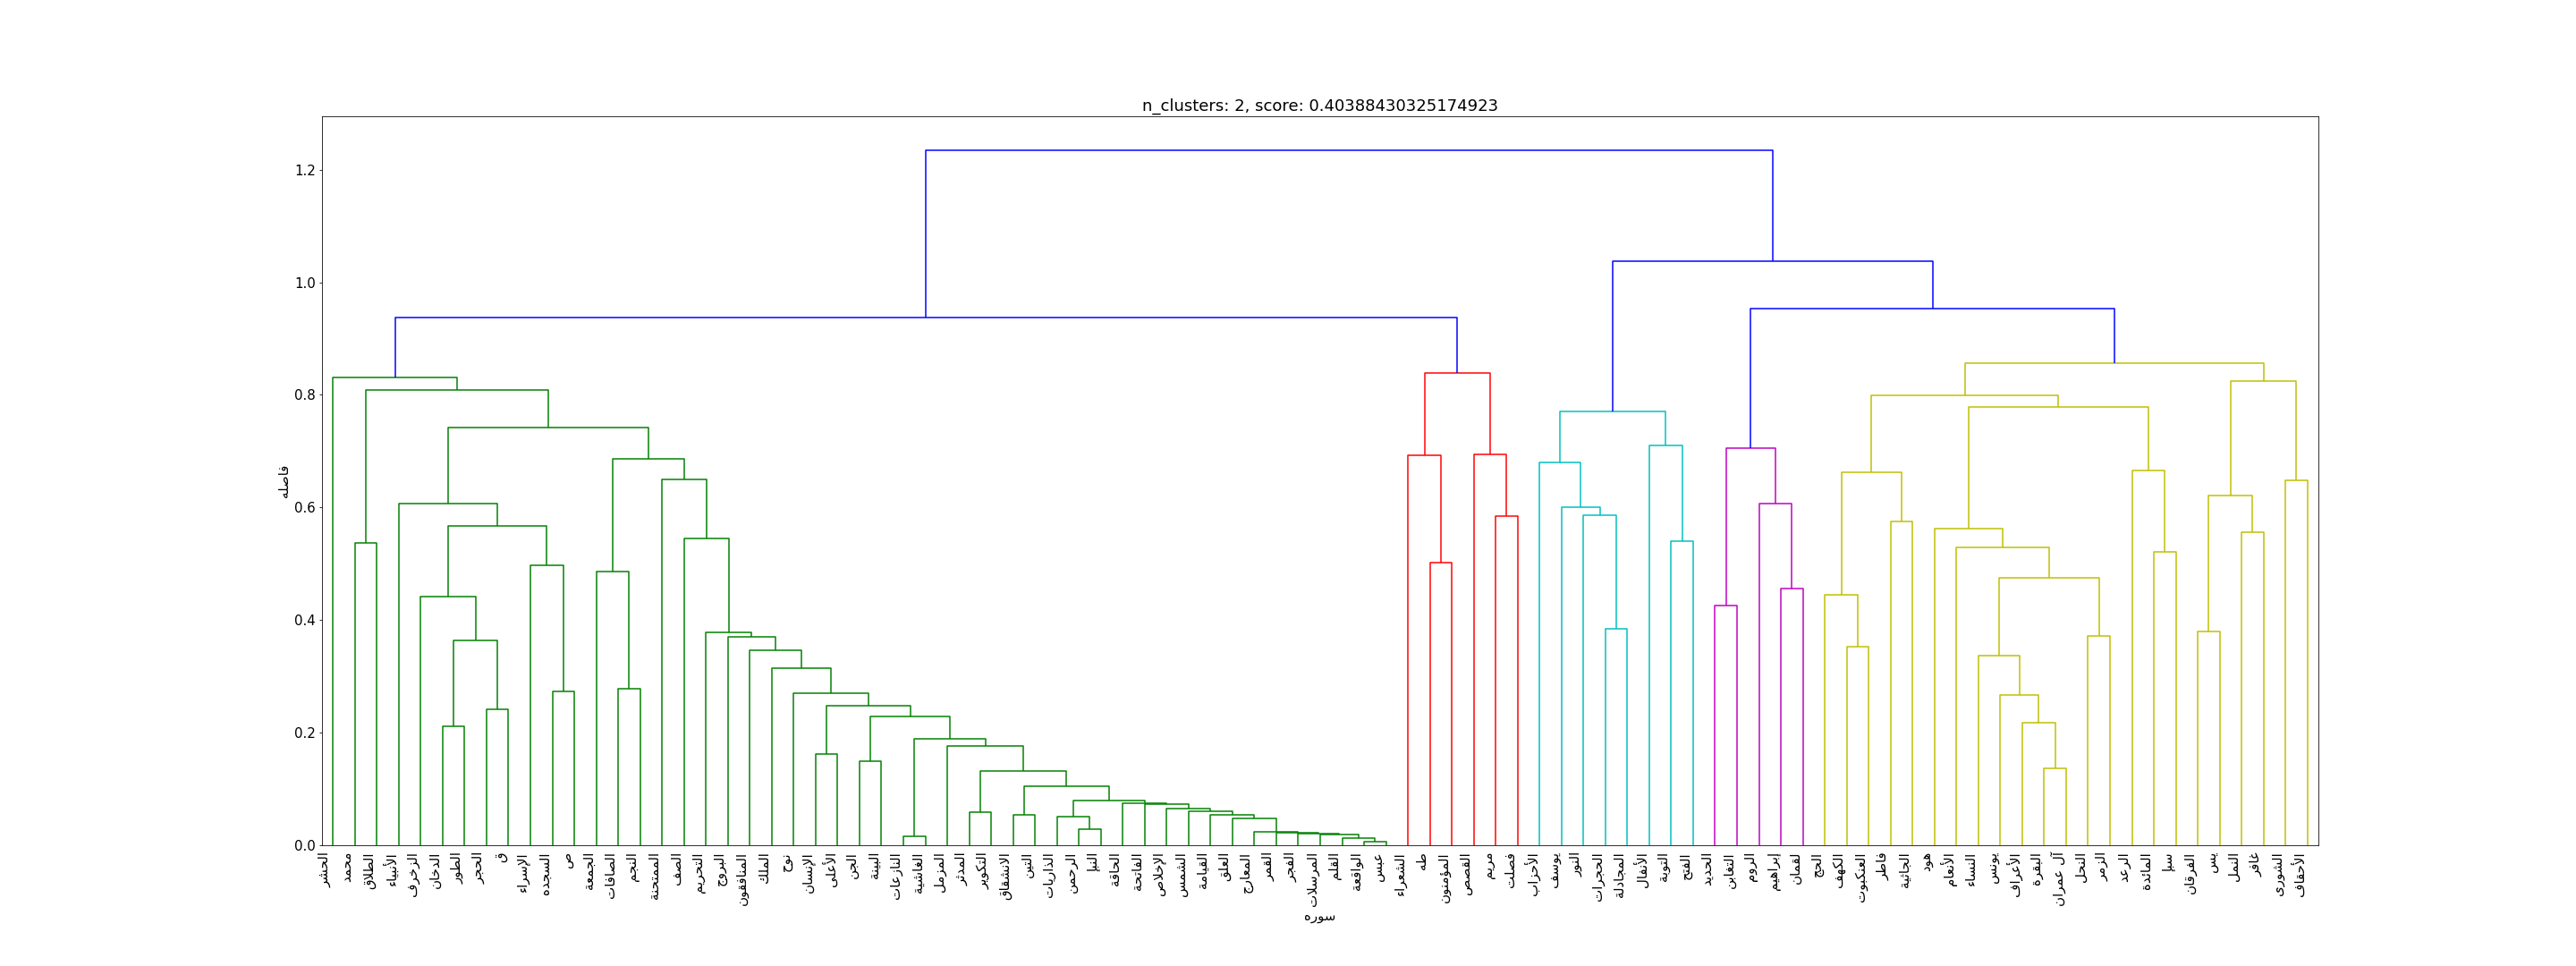 n_clusters: 2, score: 0.40388430325174923
1.2
1.0
0.8
0.6
0.4
0.2
0.0
فاصله
الحشر
محمد
الطلاق
الأنبياء
الزخرف
الدخان
الطور
الحجر
ق
الإسراء
السجده
ص
الجمعة
الصافات
النجم
الممتحنة
الصف
التحريم
البروج
المنافقون
الملك
نوح
الإنسان
الأعلى
الجن
البينة
النازعات
الغاشية
المزمل
المدثر
التكوير
الانشقاق
التين
الذاريات
الرحمن
النبإ
الحاقة
الفاتحة
الإخلاص
الشمس
القيامة
العلق
المعارج
القمر
الفجر
المرسلات
القلم
الواقعة
عبس
الشعراء
طه
المؤمنون
القصص
مريم
فصلت
الأحزاب
يوسف
النور
الحجرات
المجادلة
الأنفال
التوبة
الفتح
الحديد
التغابن
الروم
إبراهيم
لقمان
الحج
الكهف
العنكبوت
فاطر
الجاثية
هود
الأنعام
النساء
يونس
الأعراف
البقرة
آل عمران
النحل
الزمر
الرعد
المائدة
سبإ
الفرقان
يس
النمل
غافر
الشورى
الأحقاف
سوره